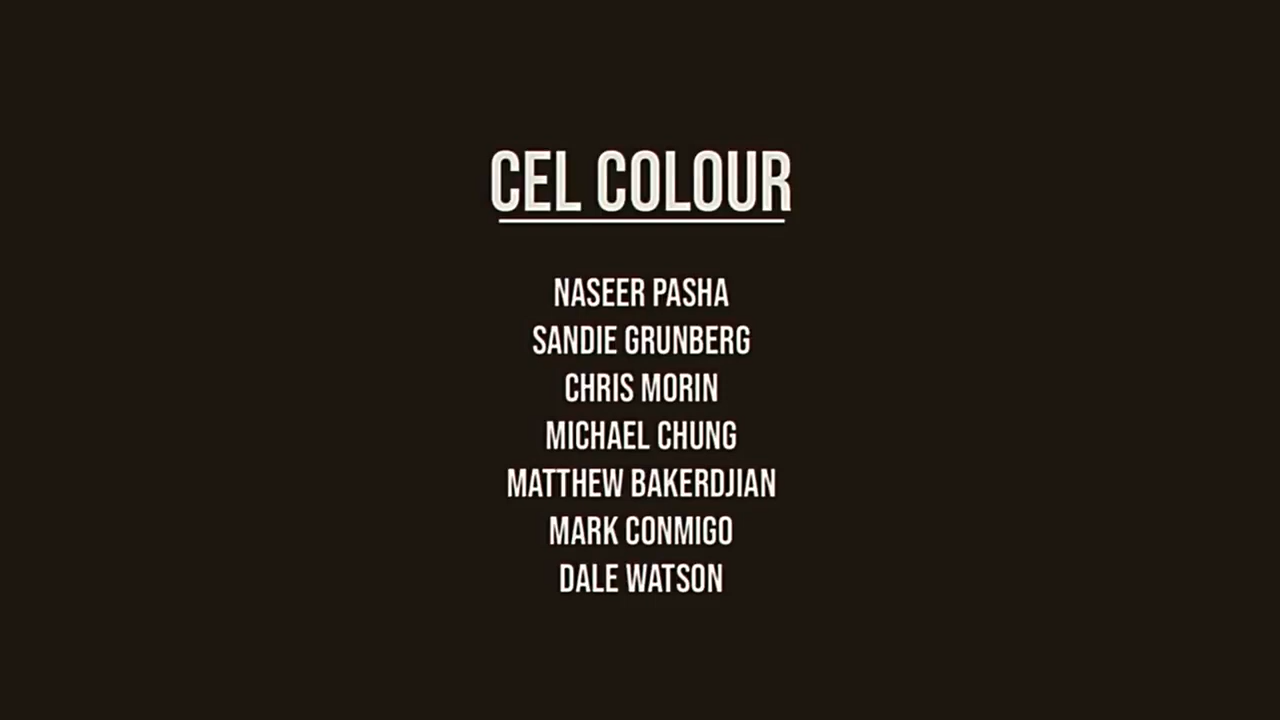 CEL COLOUR
NASEER PASHA
SANDIE GRUNBERG
CHRIS MORIN
MICHAEL CHUNG
MATTHEW BAKERDJIAN
MARK CONMIGO
DALE WATSON